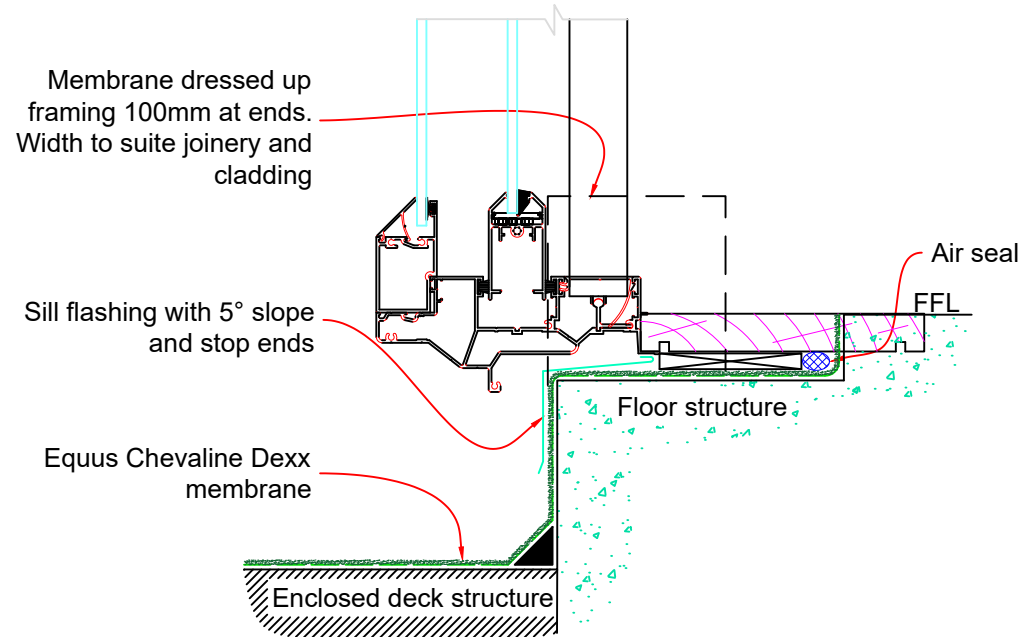 Membrane dressed up
framing 100mm at ends.
Width to suite joinery and
cladding
Air seal
FFL
Sill flashing with 5° slope
and stop ends
Floor structure
Equus Chevaline Dexx
membrane
Enclosed deck structure